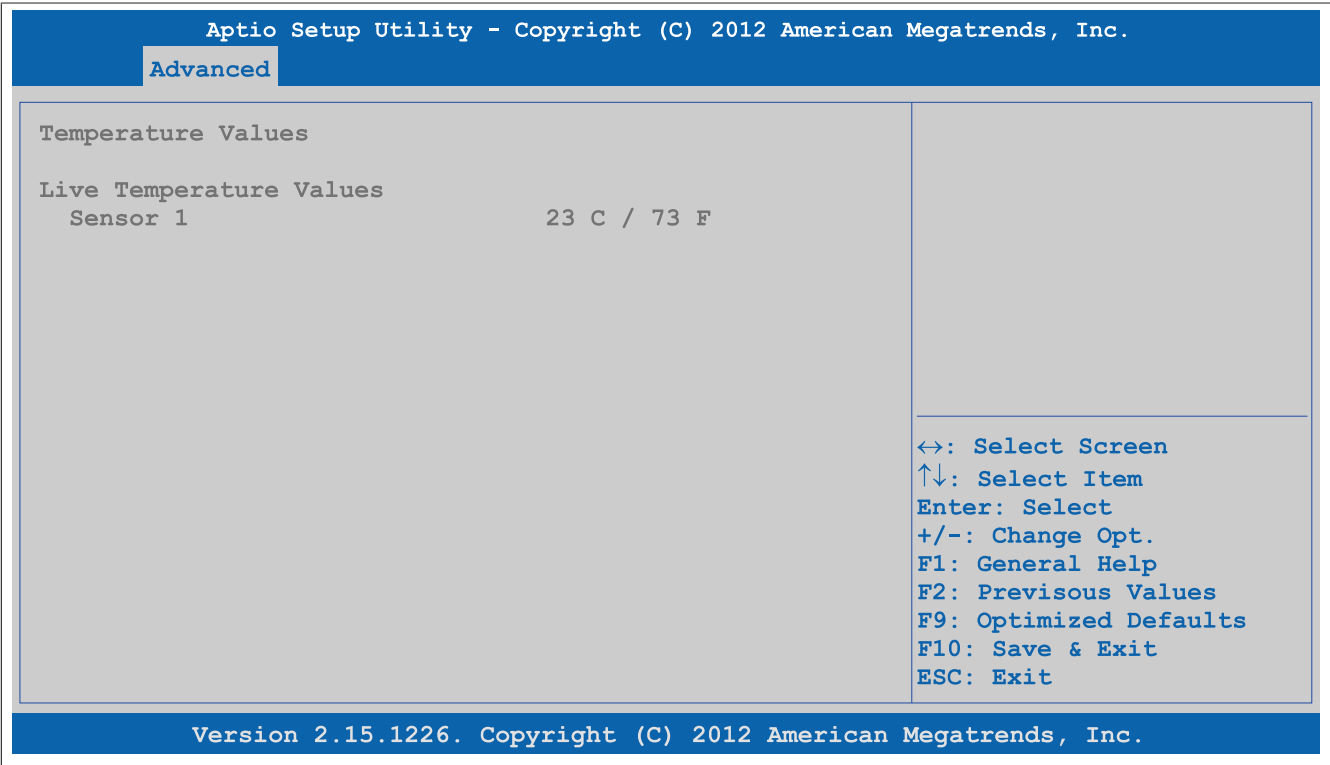 Aptio Setup Utility - Copyright (C) 2012 American Megatrends, Inc.
Advanced
Temperature Values
Live Temperature Values
Sensor 1 23 C / 73 F
↔: Select Screen
↑↓: Select Item
Enter: Select
+/-: Change Opt.
F1: General Help
F2: Previsous Values
F9: Optimized Defaults
F10: Save & Exit
ESC: Exit
Version 2.15.1226. Copyright (C) 2012 American Megatrends, Inc.